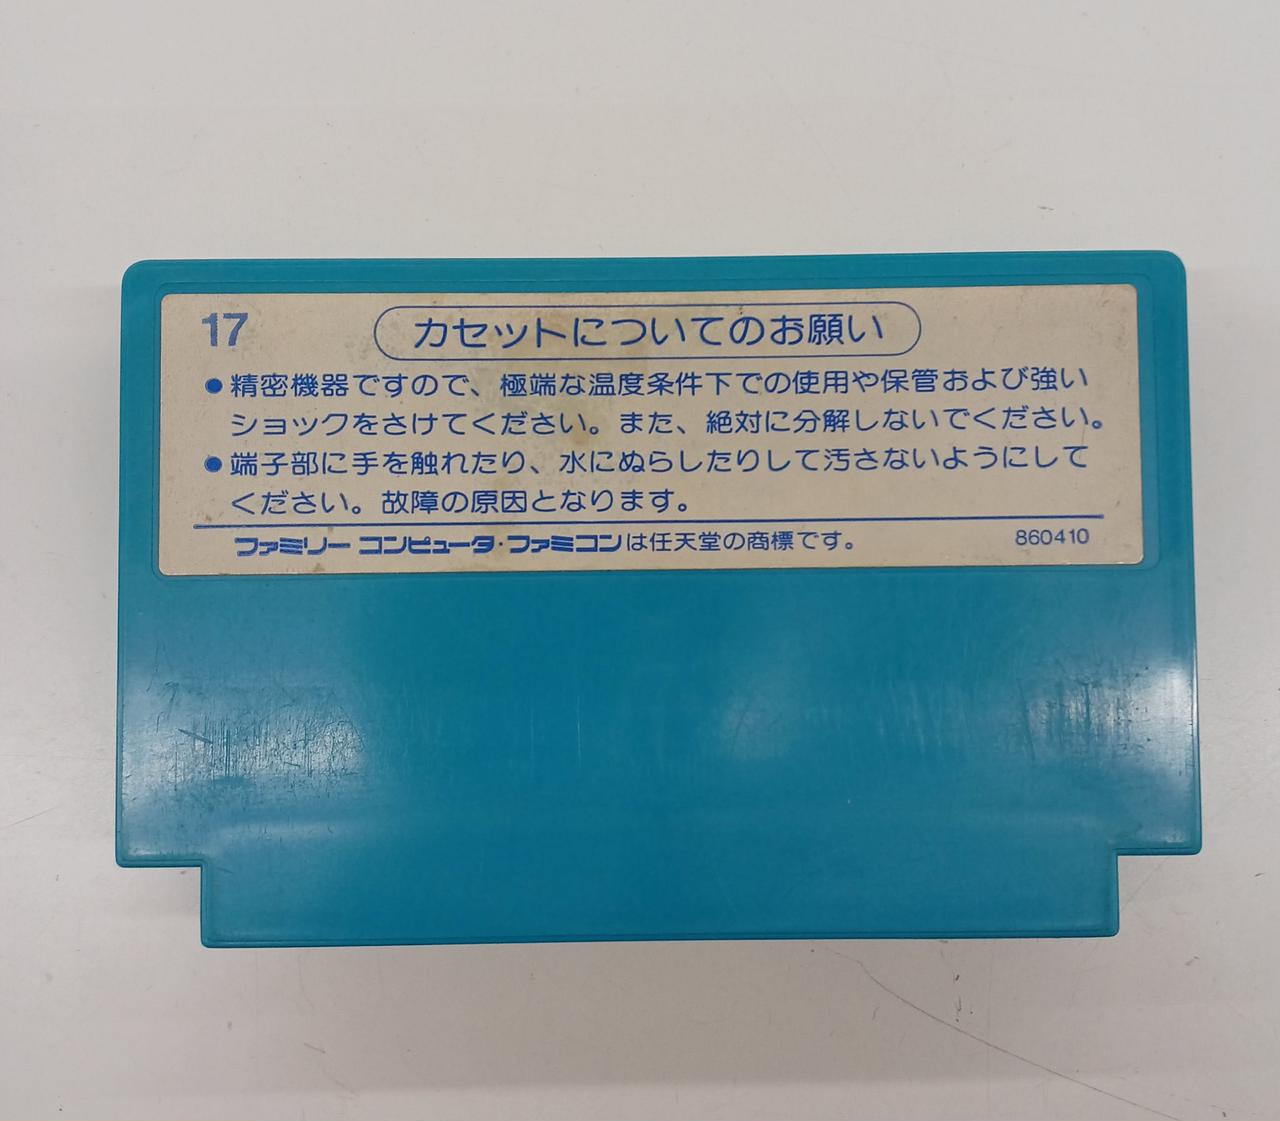 17
カセットについてのお願い
●精密機器ですので、極端な温度条件下での使用や保管および強い
ショックをさけてください。また、絶対に分解しないでください。
●端子部に手を触れたり、水にぬらしたりして汚さないようにして
ください。故障の原因となります。
ファミリー コンピュータ・ファミコンは任天堂の商標です。
860410